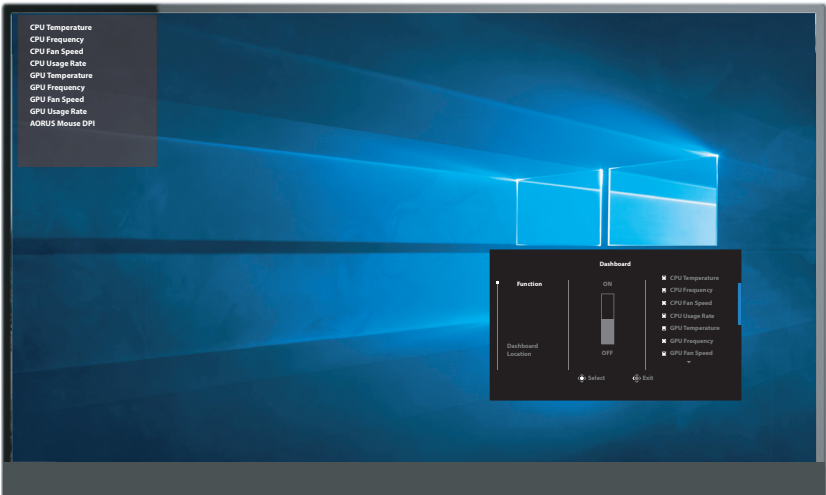 CPU Temperature
CPU Frequency
CPU Fan Speed
CPU Usage Rate
GPU Temperature
GPU Frequency
GPU Fan Speed
GPU Usage Rate
AORUS Mouse DPI
Dashboard
Function
ON
OFF
Dashboard
Location
CPU Temperature
CPU Frequency
CPU Fan Speed
CPU Usage Rate
GPU Temperature
GPU Frequency
GPU Fan Speed
Select
Exit